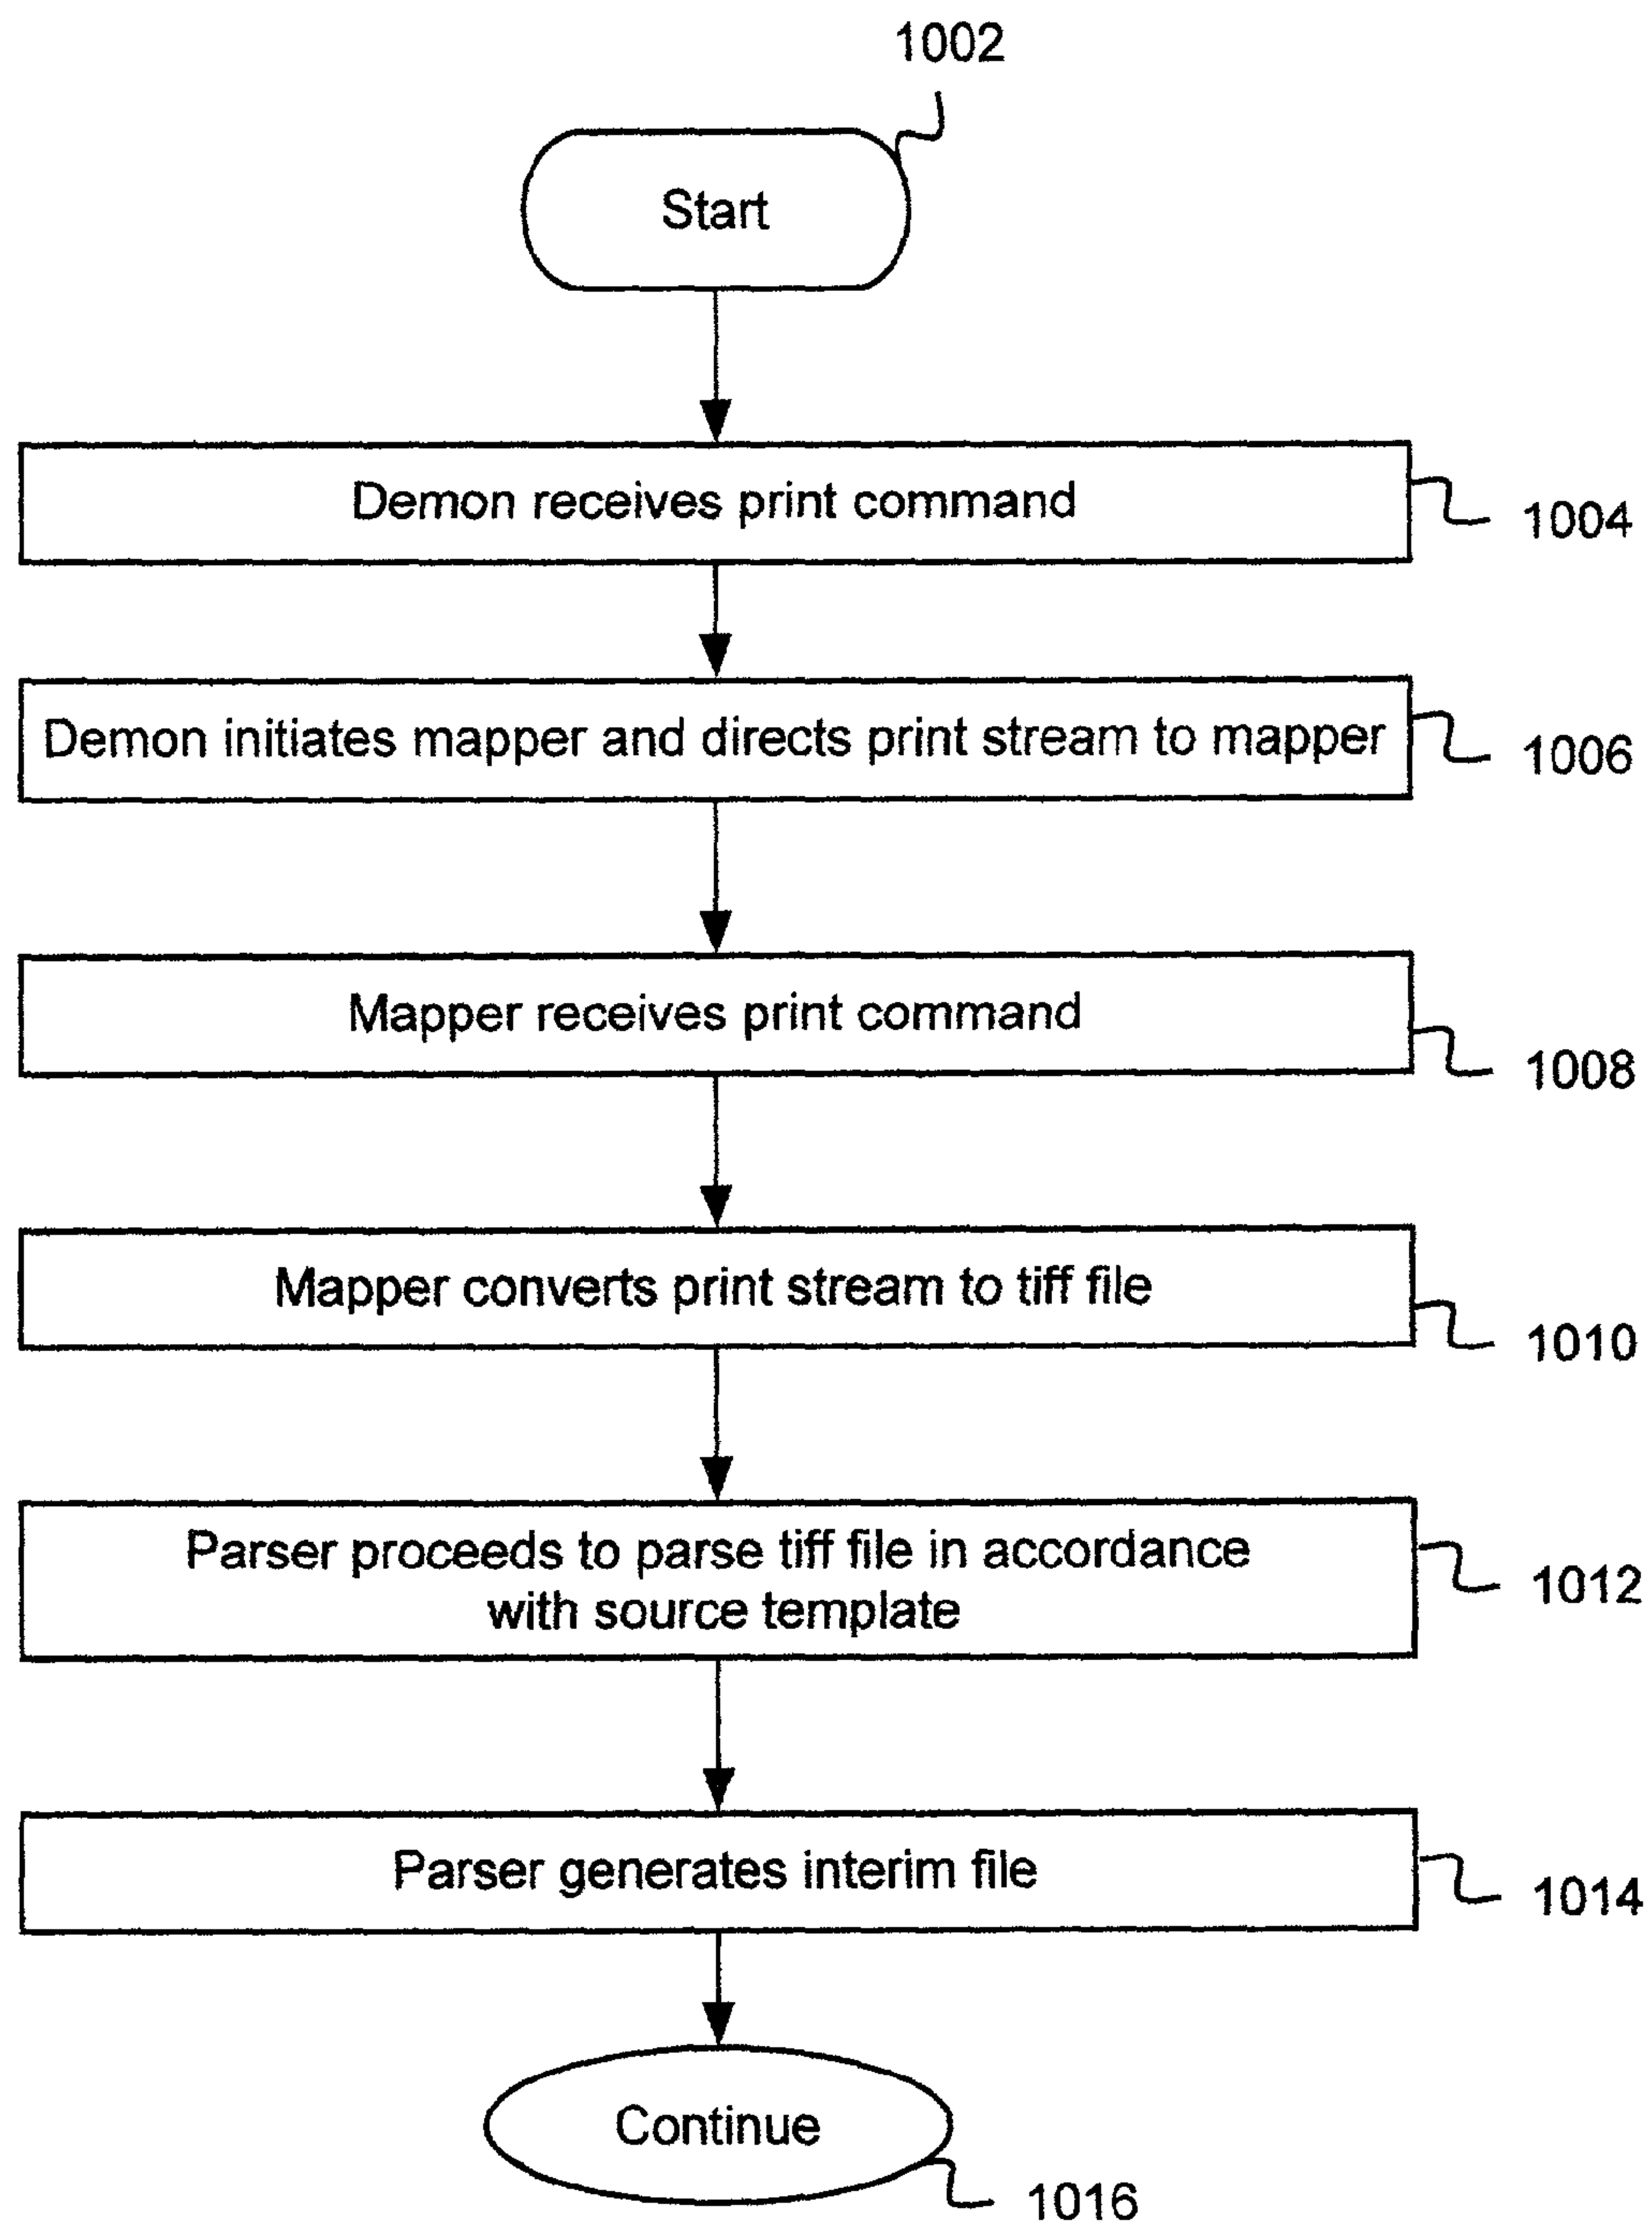 1002
Start
Demon receives print command
1004
Demon initiates mapper and directs print stream to mapper
1006
Mapper receives print command
1008
Mapper converts print stream to tiff file
1010
Parser proceeds to parse tiff file in accordance
with source template
1012
Parser generates interim file
1014
Continue
1016